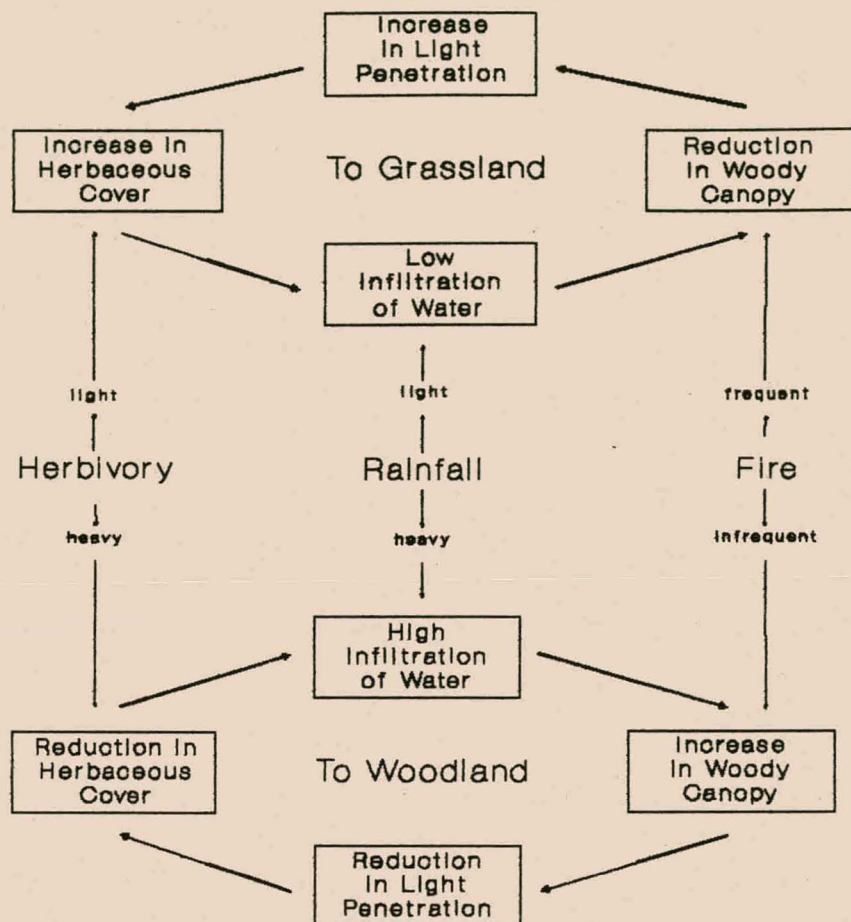 Increase
In Light
Penetration
Increase In
Herbaceous
Cover
To Grassland
Reduction
In Woody
Canopy
Low
Infiltration
of Water
light
light
frequent
Herbivory
Rainfall
Fire
heavy
heavy
infrequent
High
Infiltration
of Water
Reduction In
Herbaceous
Cover
To Woodland
Increase
In Woody
Canopy
Reduction
In Light
Penetration